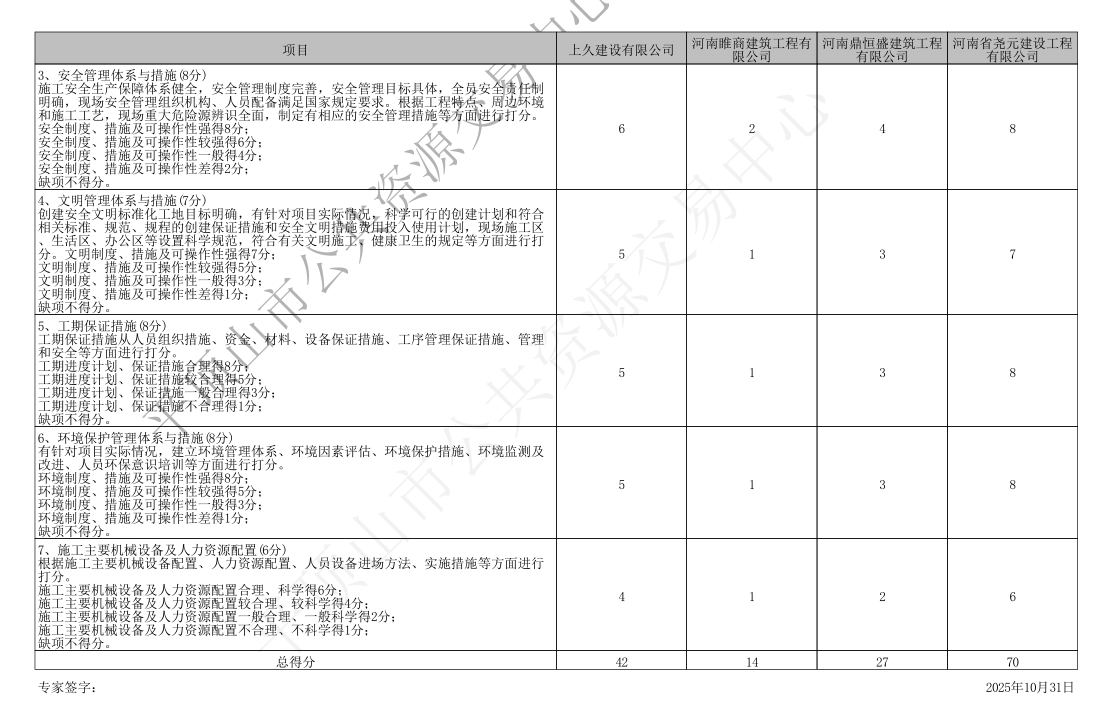 项目
上久建设有限公司
河南睢商建筑工程有
限公司
河南鼎恒盛建筑工程
有限公司
河南省尧元建设工程
有限公司
3、安全管理体系与措施(8分)
施工安全生产保障体系健全，安全管理制度完善，安全管理目标具体，全员安全责任制
明确，现场安全管理组织机构、人员配备满足国家规定要求。根据工程特点、周边环境
和施工工艺，现场重大危险源辨识全面，制定有相应的安全管理措施等方面进行打分。
安全制度、措施及可操作性强得8分；
安全制度、措施及可操作性较强得6分；
安全制度、措施及可操作性一般得4分；
安全制度、措施及可操作性差得2分；
缺项不得分。
6
2
4
8
4、文明管理体系与措施(7分)
创建安全文明标准化工地目标明确，有针对项目实际情况，科学可行的创建计划和符合
相关标准、规范、规程的创建保证措施和安全文明措施费用投入使用计划，现场施工区
、生活区、办公区等设置科学规范，符合有关文明施工、健康卫生的规定等方面进行打
分。文明制度、措施及可操作性强得7分；
文明制度、措施及可操作性较强得5分；
文明制度、措施及可操作性一般得3分；
文明制度、措施及可操作性差得1分；
缺项不得分。
5
1
3
7
5、工期保证措施(8分)
工期保证措施从人员组织措施、资金、材料、设备保证措施、工序管理保证措施、管理
和安全等方面进行打分。
工期进度计划、保证措施合理得8分；
工期进度计划、保证措施较合理得5分；
工期进度计划、保证措施一般合理得3分；
工期进度计划、保证措施不合理得1分；
缺项不得分。
5
1
3
8
6、环境保护管理体系与措施(8分)
有针对项目实际情况，建立环境管理体系、环境因素评估、环境保护措施、环境监测及
改进、人员环保意识培训等方面进行打分。
环境制度、措施及可操作性强得8分；
环境制度、措施及可操作性较强得5分；
环境制度、措施及可操作性一般得3分；
环境制度、措施及可操作性差得1分；
缺项不得分。
5
1
3
8
7、施工主要机械设备及人力资源配置(6分)
根据施工主要机械设备配置、人力资源配置、人员设备进场方法、实施措施等方面进行
打分。
施工主要机械设备及人力资源配置合理、科学得6分；
施工主要机械设备及人力资源配置较合理、较科学得4分；
施工主要机械设备及人力资源配置一般合理、一般科学得2分；
施工主要机械设备及人力资源配置不合理、不科学得1分；
缺项不得分。
4
1
2
6
总得分
42
14
27
70
专家签字：
2025年10月31日
平顶山市公共资源交易中心
平顶山市公共资源交易中心